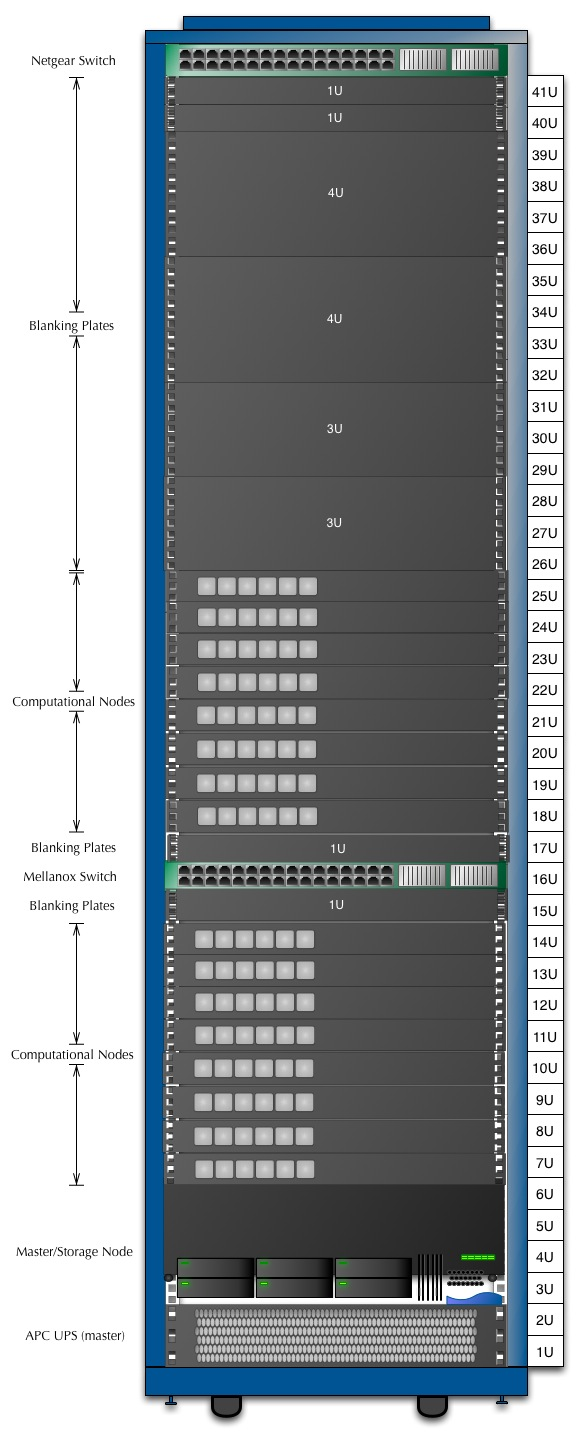 Netgear Switch
1U
41U
1U
40U
39U
4U
38U
37U
36U
35U
4U
34U
Blanking Plates
33U
32U
31U
3U
30U
29U
28U
3U
27U
26U
25U
24U
23U
22U
Computational Nodes
21U
20U
19U
18U
Blanking Plates
1U
17U
Mellanox Switch
16U
Blanking Plates
1U
15U
14U
13U
12U
11U
Computational Nodes
10U
9U
8U
7U
6U
5U
Master/Storage Node
4U
3U
2U
APC UPS (master)
1U